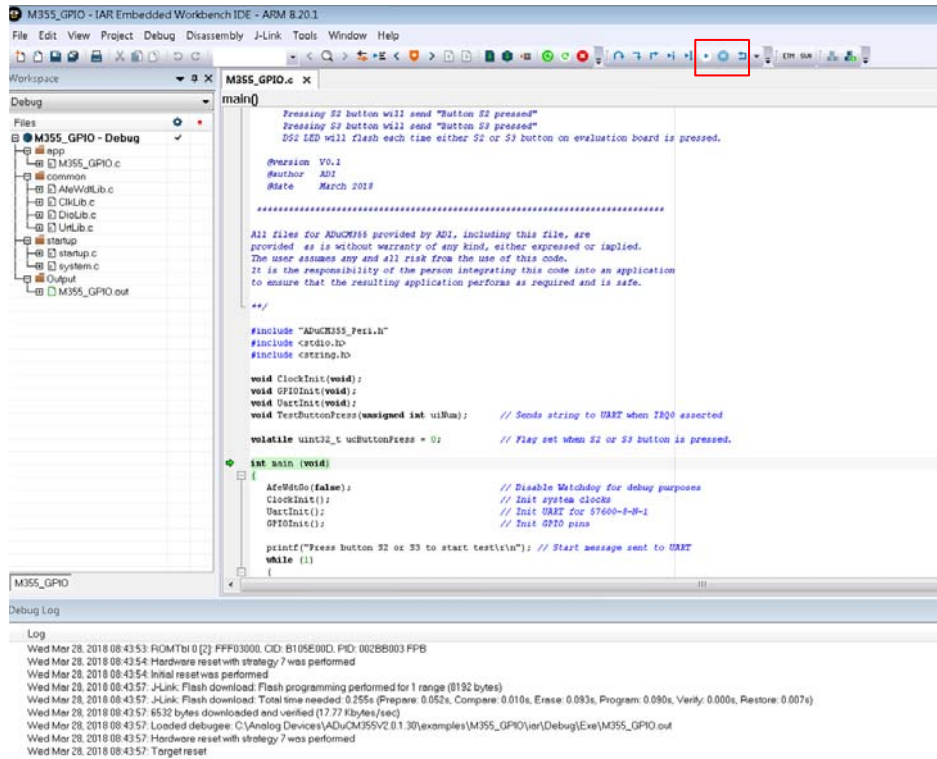 M355_GPIO - IAR Embedded Workbench IDE - ARM 8.20.1
File Edit View Project Debug Disassembly J-Link Tools Window Help
Workspace
M355_GPIO.c
Debug
main()
Files
M355_GPIO - Debug
app
M355_GPIO.c
common
AfeWdtLib.c
ClkLib.c
DioLib.c
UrtLib.c
startup
startup.c
system.c
Output
M355_GPIO.out
Pressing S2 button will send "Button S2 pressed"
Pressing S3 button will send "Button S3 pressed"
DS2 LED will flash each time either S2 or S3 button on evaluation board is pressed.
@version V0.1
@author ADI
@date March 2018
All files for ADuCM355 provided by ADI, including this file, are
provided as is without warranty of any kind, either expressed or implied.
The user assumes any and all risk from the use of this code.
It is the responsibility of the person integrating this code into an application
to ensure that the resulting application performs as required and is safe.
**/
#include "ADuCM355_Peri.h"
#include <stdio.h>
#include <string.h>
void ClockInit(void);
void GPIOInit(void);
void UartInit(void);
void TestButtonPress(unsigned int uiNum); // Sends string to UART when IRQ0 asserted
volatile uint32_t ucButtonPress = 0; // Flag set when S2 or S3 button is pressed.
int main (void)
{
AfeWdtGo(false); // Disable Watchdog for debug purposes
ClockInit(); // Init system clocks
UartInit(); // Init UART for 57600-8-N-1
GPIOInit(); // Init GPIO pins
printf("Press button S2 or S3 to start test\r\n"); // Start message sent to UART
while (1)
{
M355_GPIO
Debug Log
Log
Wed Mar 28, 2018 08:43:53: ROMTbl 0 [2]: FFF03000, CID: B105E00D, PID: 002BB003 FPB
Wed Mar 28, 2018 08:43:54: Hardware reset with strategy 7 was performed
Wed Mar 28, 2018 08:43:54: Initial reset was performed
Wed Mar 28, 2018 08:43:57: J-Link: Flash download: Flash programming performed for 1 range (8192 bytes)
Wed Mar 28, 2018 08:43:57: J-Link: Flash download: Total time needed: 0.255s (Prepare: 0.052s, Compare: 0.010s, Erase: 0.093s, Program: 0.090s, Verify: 0.000s, Restore: 0.007s)
Wed Mar 28, 2018 08:43:57: 6532 bytes downloaded and verified (17.77 Kbytes/sec)
Wed Mar 28, 2018 08:43:57: Loaded debugee: C:\Analog Devices\ADuCM355V2.0.1.30\examples\M355_GPIO\iar\Debug\Exe\M355_GPIO.out
Wed Mar 28, 2018 08:43:57: Hardware reset with strategy 7 was performed
Wed Mar 28, 2018 08:43:57: Target reset